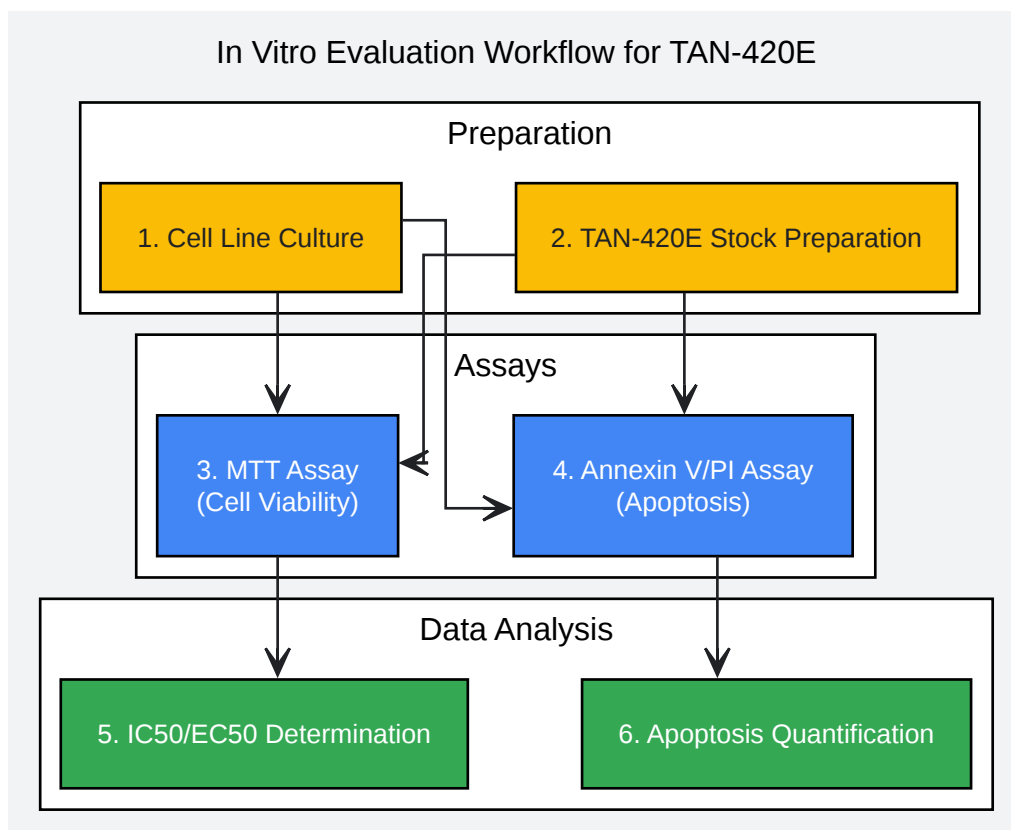 In Vitro Evaluation Workflow for TAN-420E
Preparation
1. Cell Line Culture
2. TAN-420E Stock Preparation
Assays
3. MTT Assay
(Cell Viability)
4. Annexin V/PI Assay
(Apoptosis)
Data Analysis
5. IC50/EC50 Determination
6. Apoptosis Quantification